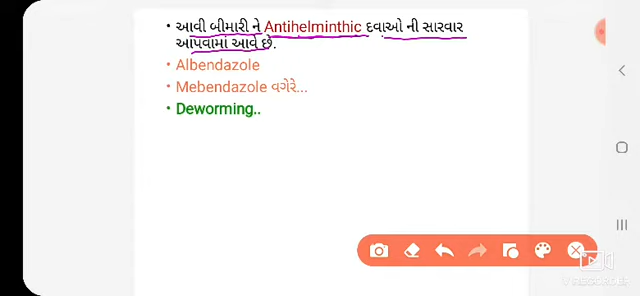 આવી બીમારી ને Antihelminthic દવાઓ ની સારવાર
આપવામાં આવે છે.
Albendazole
Mebendazole વગેરે...
Deworming..